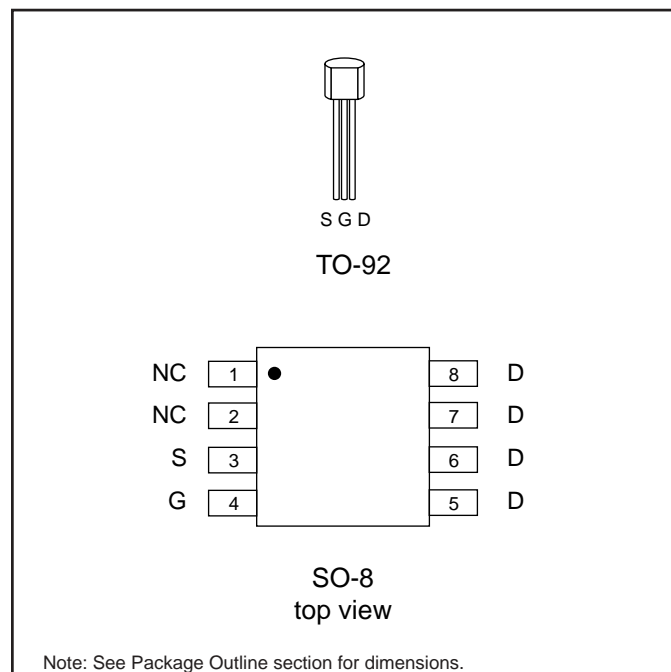 S G D
TO-92
NC 1 8 D
NC 2 7 D
S 3 6 D
G 4 5 D
SO-8
top view
Note: See Package Outline section for dimensions.